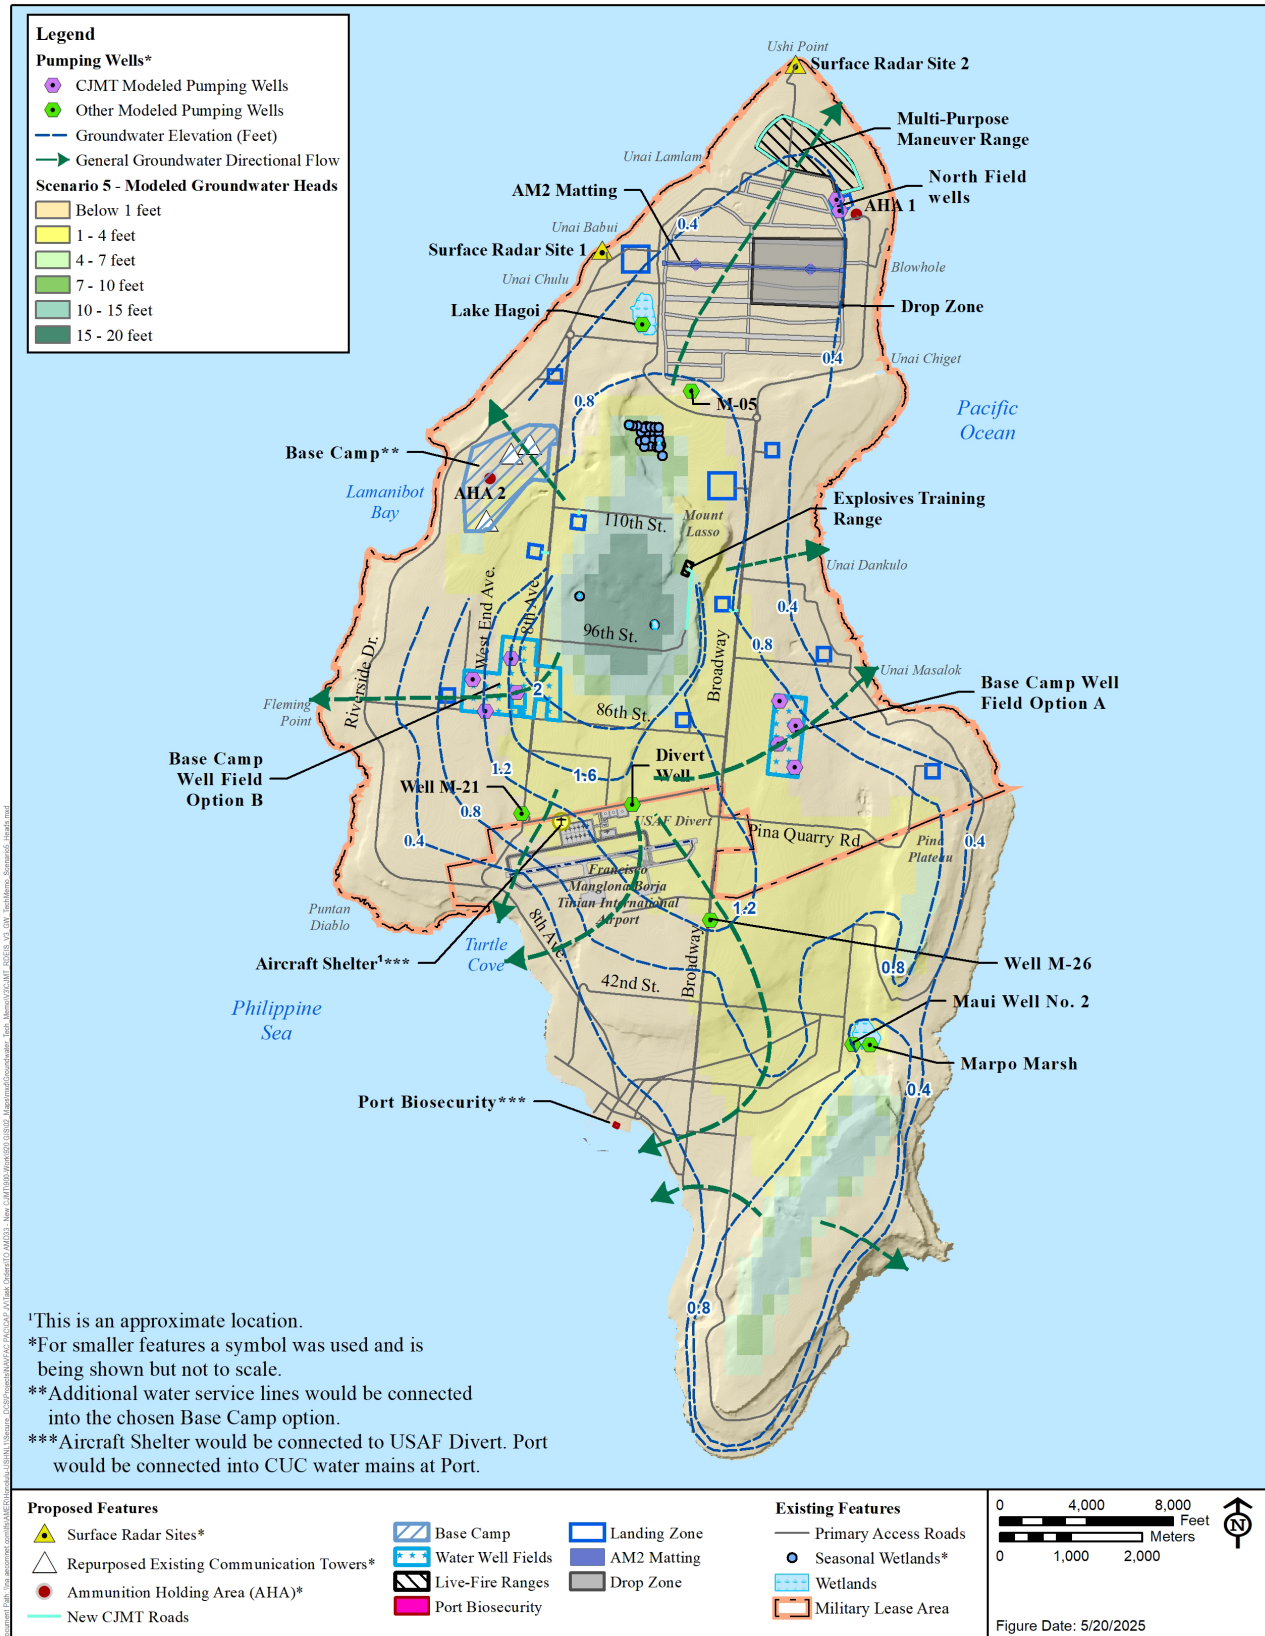 Legend
Pumping Wells*
CJMT Modeled Pumping Wells
Other Modeled Pumping Wells
Groundwater Elevation (Feet)
General Groundwater Directional Flow
Scenario 5 - Modeled Groundwater Heads
Below 1 feet
1 - 4 feet
4 - 7 feet
7 - 10 feet
10 - 15 feet
15 - 20 feet
Ushi Point
Surface Radar Site 2
Multi-Purpose
Maneuver Range
Unai Lamlam
North Field
wells
AM2 Matting
AHA 1
0.4
Unai Babui
Surface Radar Site 1
Blowhole
Unai Chulu
Lake Hagoi
Drop Zone
0.4
Unai Chiget
0.8
M-05
Pacific
Ocean
Base Camp**
AHA 2
Lamanibot
Bay
Explosives Training
Range
110th St.
Mount
Lasso
Unai Dankulo
West End Ave.
8th Ave.
0.4
96th St.
0.8
Riverside Dr.
Broadway
Unai Masalok
2
Base Camp Well
Field Option A
Fleming
Point
86th St.
Base Camp
Well Field
Option B
Divert
Well
1.2
1.6
Well M-21
0.8
USAF Divert
Pina Quarry Rd.
0.4
Pina
Plateau
0.4
Francisco
Manglona Borja
Tinian International
Airport
Puntan
Diablo
1.2
8th Ave.
Turtle
Cove
Aircraft Shelter¹***
Broadway
0.8
Well M-26
42nd St.
Maui Well No. 2
Philippine
Sea
Marpo Marsh
0.4
Port Biosecurity***
0.8
¹This is an approximate location.
*For smaller features a symbol was used and is
being shown but not to scale.
**Additional water service lines would be connected
into the chosen Base Camp option.
***Aircraft Shelter would be connected to USAF Divert. Port
would be connected into CUC water mains at Port.
Proposed Features
Surface Radar Sites*
Repurposed Existing Communication Towers*
Ammunition Holding Area (AHA)*
New CJMT Roads
Base Camp
Water Well Fields
Live-Fire Ranges
Port Biosecurity
Landing Zone
AM2 Matting
Drop Zone
Existing Features
Primary Access Roads
Seasonal Wetlands*
Wetlands
Military Lease Area
0 4,000 8,000
Feet
Meters
0 1,000 2,000
N
Figure Date: 5/20/2025